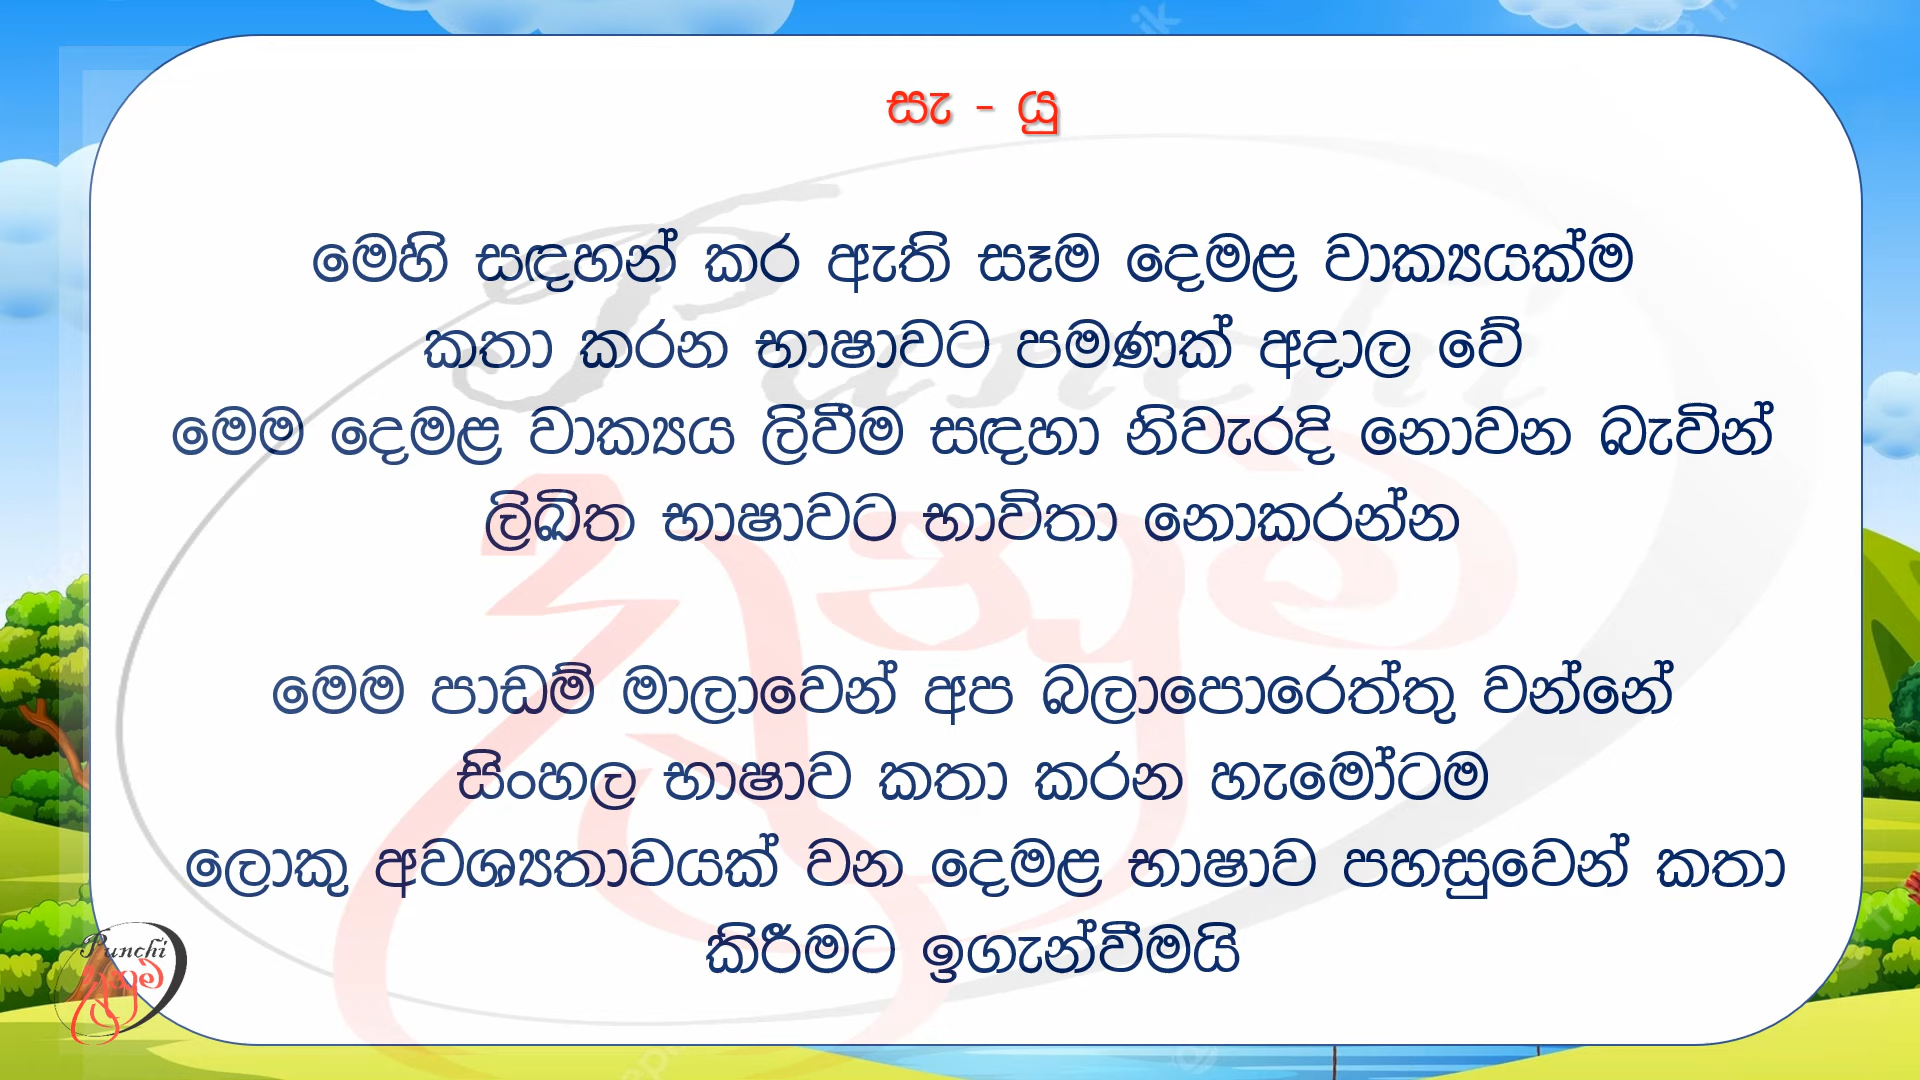 සැ - යු
මෙහි සඳහන් කර ඇති සෑම දෙමළ වාක්‍යයක්ම
කතා කරන භාෂාවට පමණක් අදාල වේ
මෙම දෙමළ වාක්‍යය ලිවීම සඳහා නිවැරදි නොවන බැවින්
ලිඛිත භාෂාවට භාවිතා නොකරන්න
මෙම පාඩම් මාලාවෙන් අප බලාපොරෙත්තු වන්නේ
සිංහල භාෂාව කතා කරන හැමෝටම
ලොකු අවශ්‍යතාවයක් වන දෙමළ භාෂාව පහසුවෙන් කතා
කිරීමට ඉගැන්වීමයි
Punchi